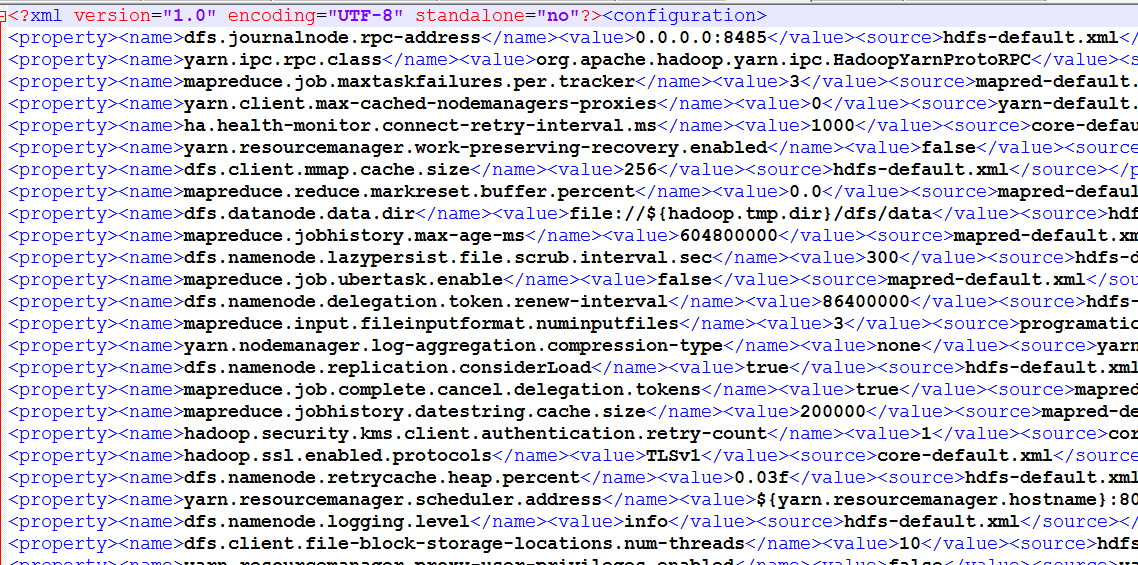 <?xml version="1.0" encoding="UTF-8" standalone="no"?><configuration>
<property><name>dfs.journalnode.rpc-address</name><value>0.0.0.0:8485</value><source>hdfs-default.xml</
<property><name>yarn.ipc.rpc.class</name><value>org.apache.hadoop.yarn.ipc.HadoopYarnProtoRPC</value><s
<property><name>mapreduce.job.maxtaskfailures.per.tracker</name><value>3</value><source>mapred-default.
<property><name>yarn.client.max-cached-nodemanagers-proxies</name><value>0</value><source>yarn-default.
<property><name>ha.health-monitor.connect-retry-interval.ms</name><value>1000</value><source>core-defau
<property><name>yarn.resourcemanager.work-preserving-recovery.enabled</name><value>false</value><source
<property><name>dfs.client.mmap.cache.size</name><value>256</value><source>hdfs-default.xml</source></p
<property><name>mapreduce.reduce.markreset.buffer.percent</name><value>0.0</value><source>mapred-defaul
<property><name>dfs.datanode.data.dir</name><value>file://${hadoop.tmp.dir}/dfs/data</value><source>hdf
<property><name>mapreduce.jobhistory.max-age-ms</name><value>604800000</value><source>mapred-default.xm
<property><name>dfs.namenode.lazypersist.file.scrub.interval.sec</name><value>300</value><source>hdfs-d
<property><name>mapreduce.job.ubertask.enable</name><value>false</value><source>mapred-default.xml</sou
<property><name>dfs.namenode.delegation.token.renew-interval</name><value>86400000</value><source>hdfs-
<property><name>mapreduce.input.fileinputformat.numinputfiles</name><value>3</value><source>programatic
<property><name>yarn.nodemanager.log-aggregation.compression-type</name><value>none</value><source>yarn
<property><name>dfs.namenode.replication.considerLoad</name><value>true</value><source>hdfs-default.xml
<property><name>mapreduce.job.complete.cancel.delegation.tokens</name><value>true</value><source>mapred
<property><name>mapreduce.jobhistory.datestring.cache.size</name><value>200000</value><source>mapred-de
<property><name>hadoop.security.kms.client.authentication.retry-count</name><value>1</value><source>cor
<property><name>hadoop.ssl.enabled.protocols</name><value>TLSv1</value><source>core-default.xml</source
<property><name>dfs.namenode.retrycache.heap.percent</name><value>0.03f</value><source>hdfs-default.xml
<property><name>yarn.resourcemanager.scheduler.address</name><value>${yarn.resourcemanager.hostname}:80
<property><name>dfs.namenode.logging.level</name><value>info</value><source>hdfs-default.xml</source></
<property><name>dfs.client.file-block-storage-locations.num-threads</name><value>10</value><source>hdfs
<property><name>yarn.resourcemanager.proxy-user-privileges.enabled</name><value>false</value><source>ya